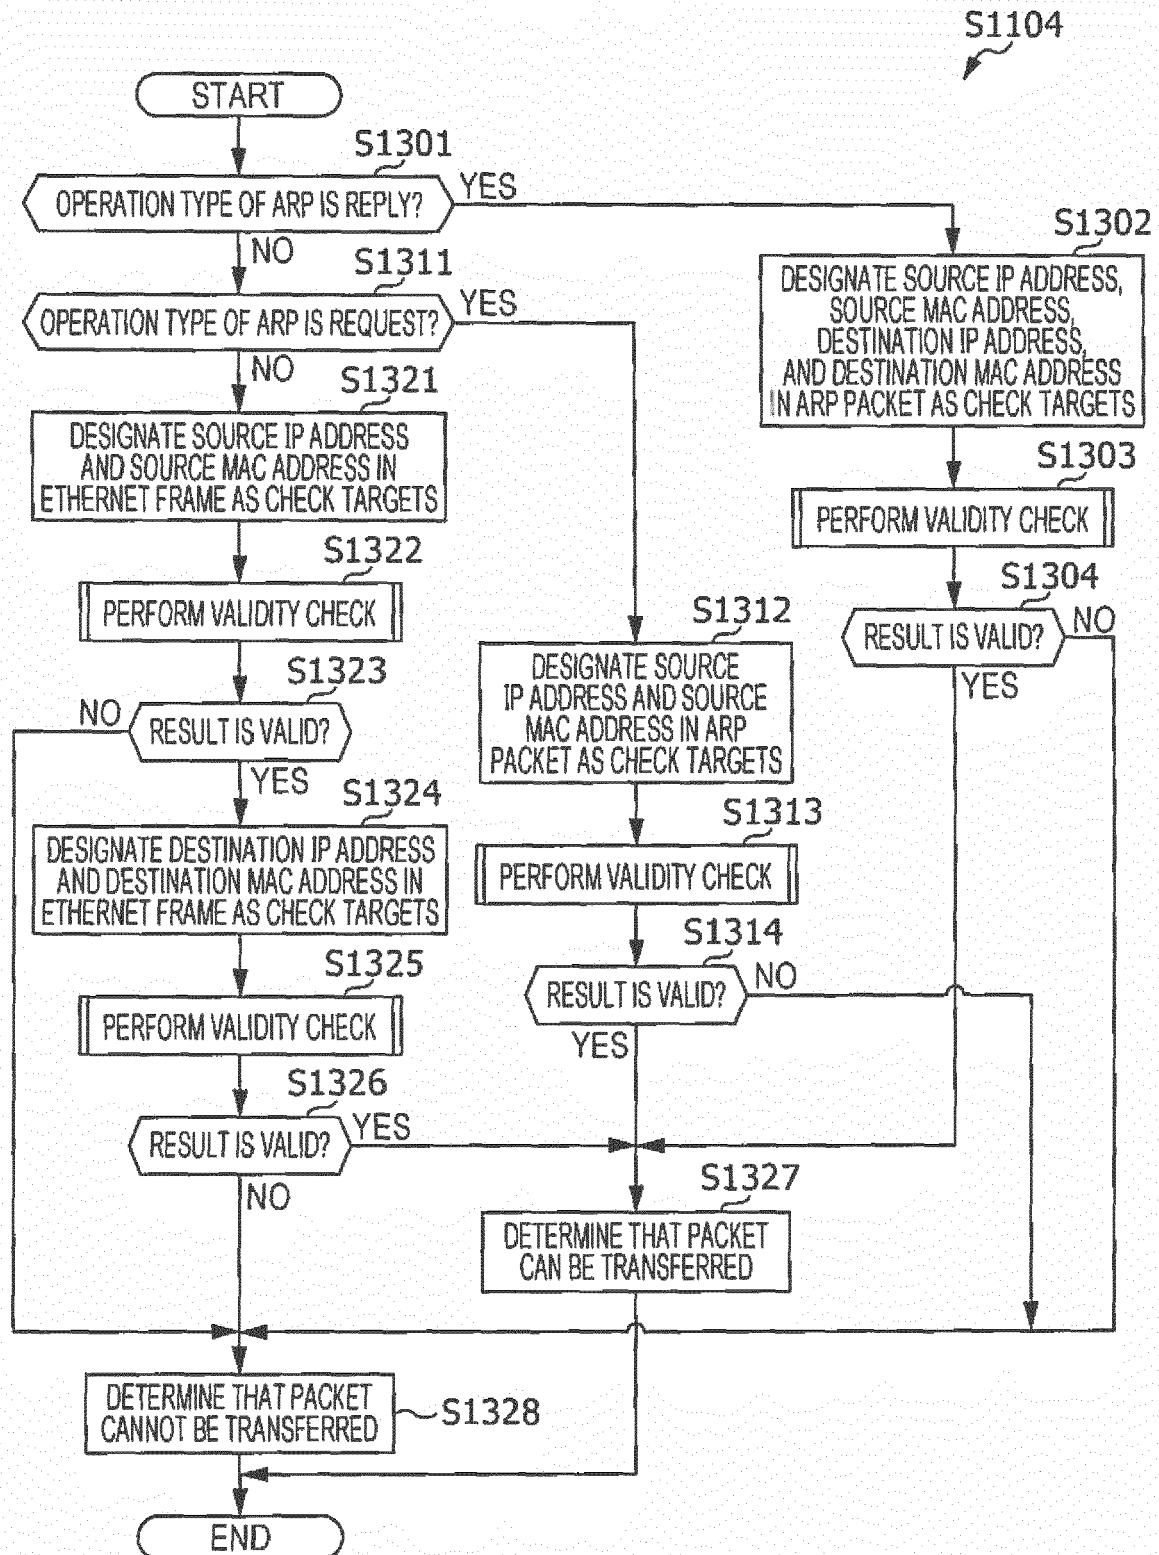 S1104
START
S1301
OPERATION TYPE OF ARP IS REPLY?
YES
NO
S1302
DESIGNATE SOURCE IP ADDRESS,
SOURCE MAC ADDRESS,
DESTINATION IP ADDRESS,
AND DESTINATION MAC ADDRESS
IN ARP PACKET AS CHECK TARGETS
S1303
PERFORM VALIDITY CHECK
S1304
RESULT IS VALID?
NO
YES
S1311
OPERATION TYPE OF ARP IS REQUEST?
YES
NO
S1312
DESIGNATE SOURCE
IP ADDRESS AND SOURCE
MAC ADDRESS IN ARP
PACKET AS CHECK TARGETS
S1313
PERFORM VALIDITY CHECK
S1314
RESULT IS VALID?
NO
YES
S1321
DESIGNATE SOURCE IP ADDRESS
AND SOURCE MAC ADDRESS IN
ETHERNET FRAME AS CHECK TARGETS
S1322
PERFORM VALIDITY CHECK
S1323
NO
RESULT IS VALID?
YES
S1324
DESIGNATE DESTINATION IP ADDRESS
AND DESTINATION MAC ADDRESS IN
ETHERNET FRAME AS CHECK TARGETS
S1325
PERFORM VALIDITY CHECK
S1326
RESULT IS VALID?
YES
NO
S1327
DETERMINE THAT PACKET
CAN BE TRANSFERRED
DETERMINE THAT PACKET
CANNOT BE TRANSFERRED
S1328
END